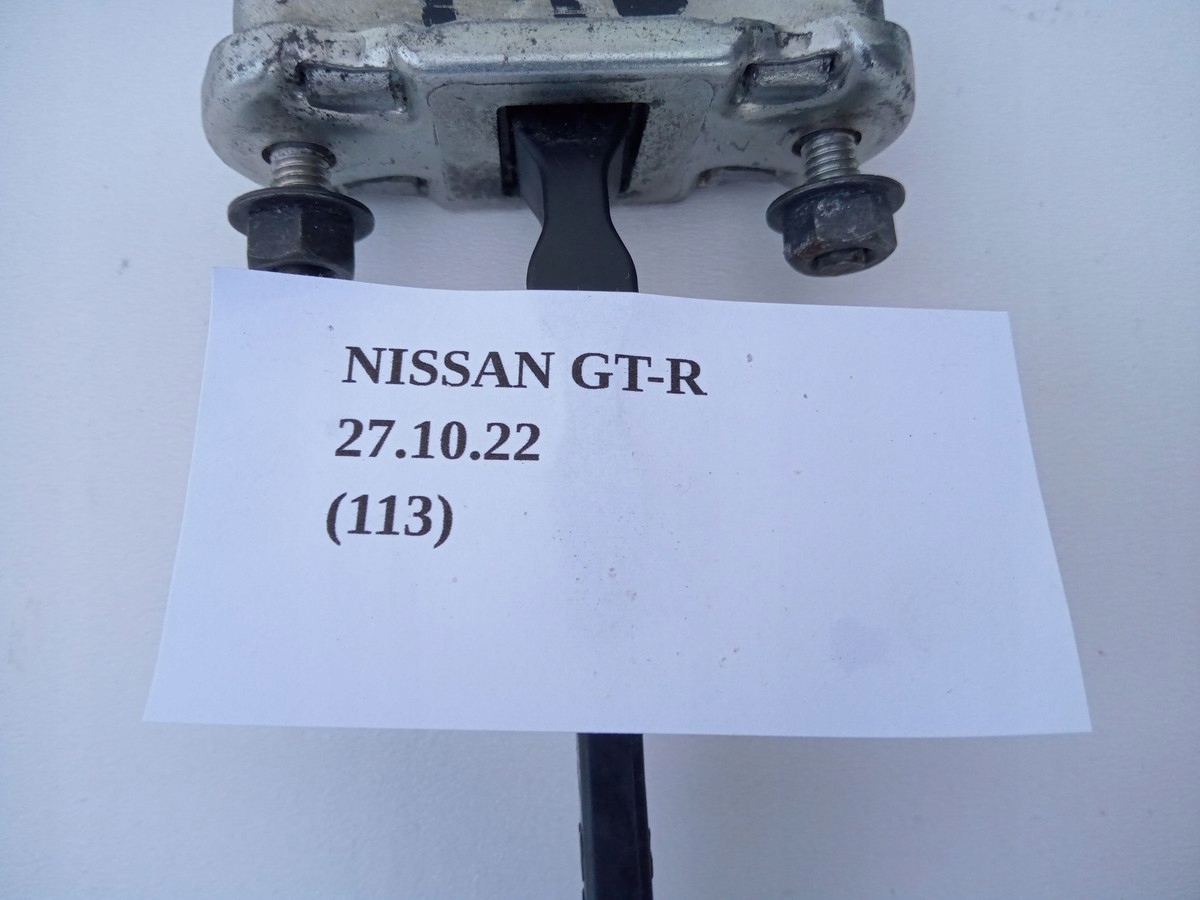 NISSAN GT-R
27.10.22
(113)